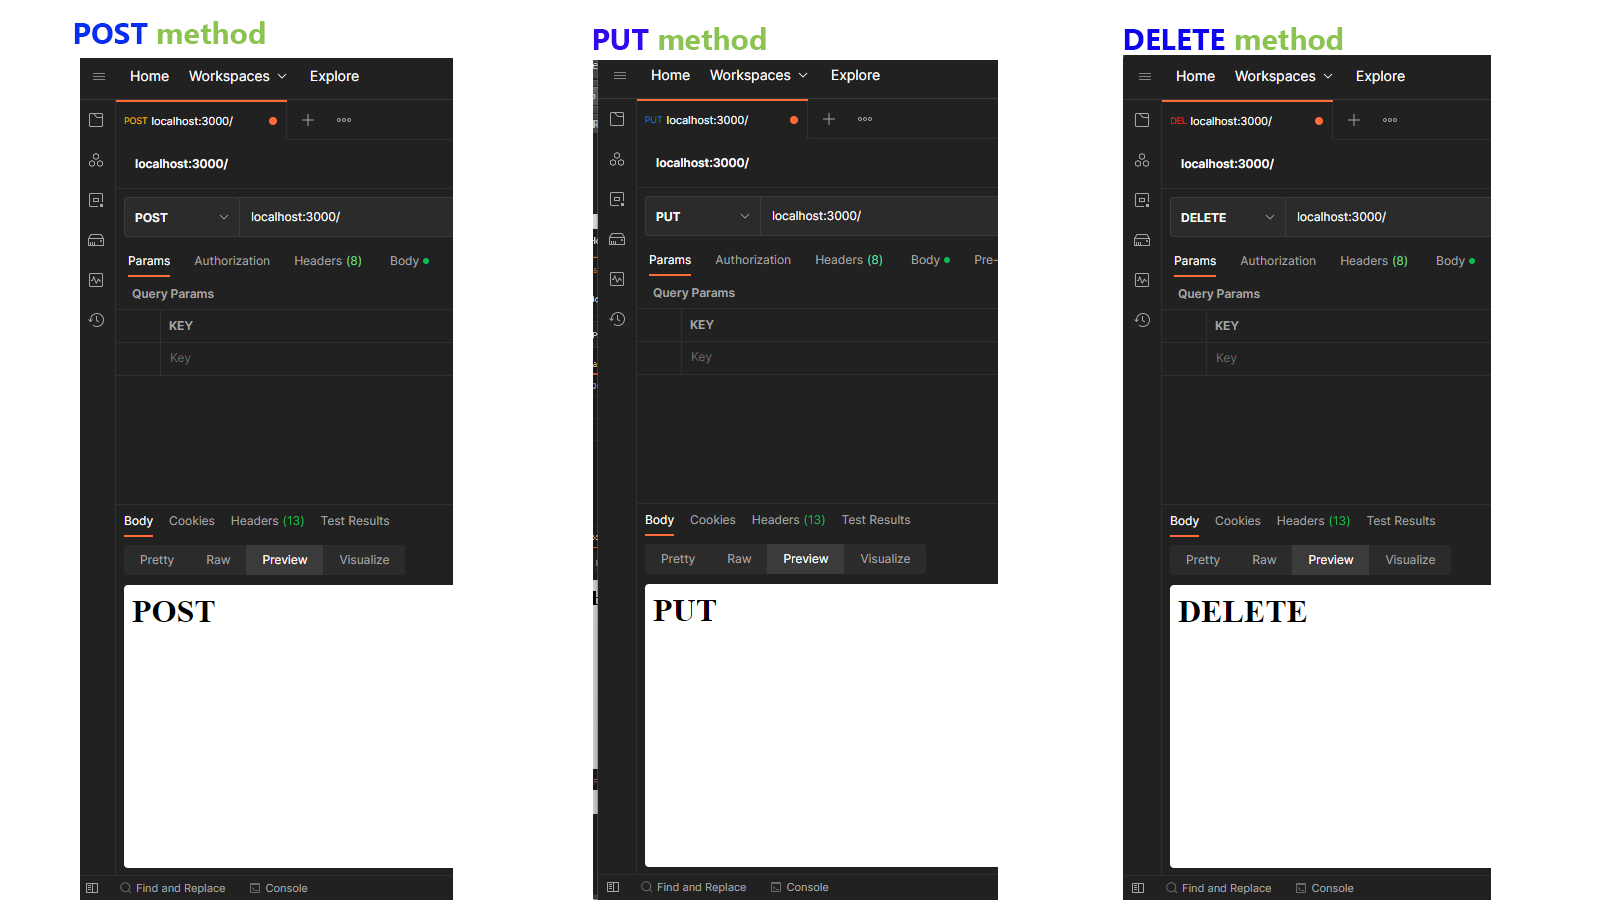 POST method
Home Workspaces Explore
POST localhost:3000/
localhost:3000/
POST localhost:3000/
Params Authorization Headers (8) Body
Query Params
KEY
Key
Body Cookies Headers (13) Test Results
Pretty Raw Preview Visualize
POST
Find and Replace Console
PUT method
Home Workspaces Explore
PUT localhost:3000/
localhost:3000/
PUT localhost:3000/
Params Authorization Headers (8) Body Pre-
Query Params
KEY
Key
Body Cookies Headers (13) Test Results
Pretty Raw Preview Visualize
PUT
Find and Replace Console
DELETE method
Home Workspaces Explore
DEL localhost:3000/
localhost:3000/
DELETE localhost:3000/
Params Authorization Headers (8) Body
Query Params
KEY
Key
Body Cookies Headers (13) Test Results
Pretty Raw Preview Visualize
DELETE
Find and Replace Console